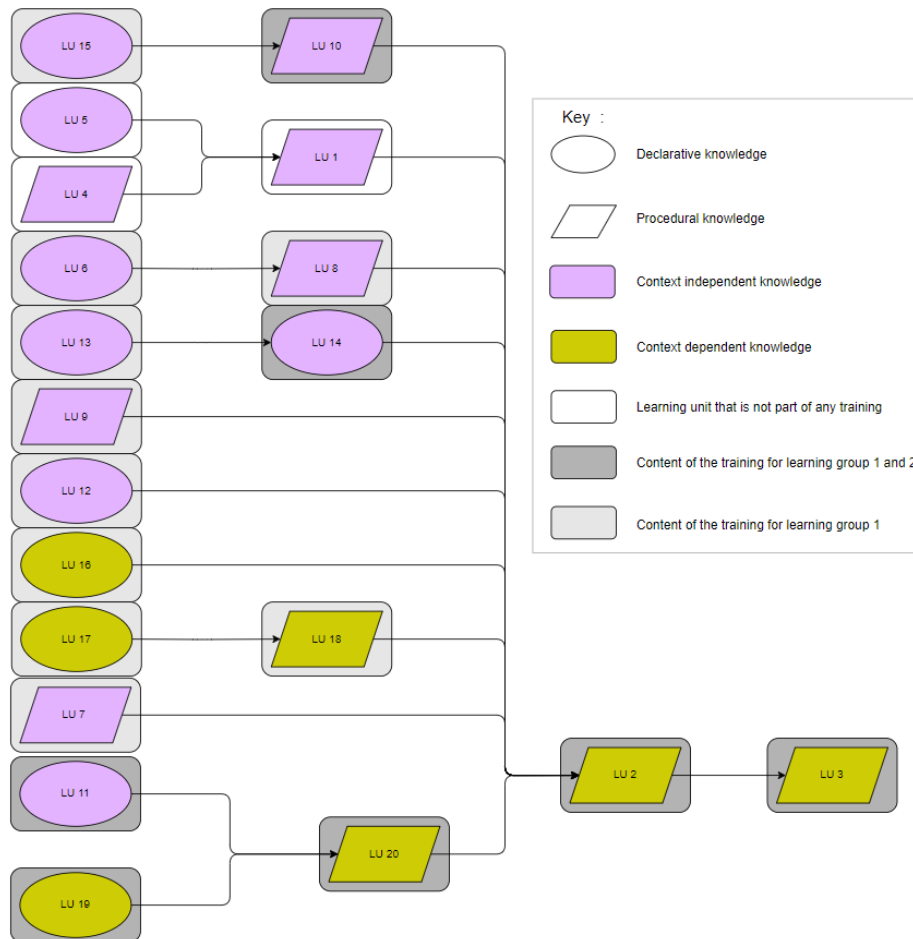 LU 15
LU 10
LU 5
LU 1
LU 4
LU 6
LU 8
LU 13
LU 14
LU 9
LU 12
LU 16
LU 17
LU 18
LU 7
LU 2
LU 3
LU 11
LU 20
LU 19
Key :
Declarative knowledge
Procedural knowledge
Context independent knowledge
Context dependent knowledge
Learning unit that is not part of any training
Content of the training for learning group 1 and 2
Content of the training for learning group 1